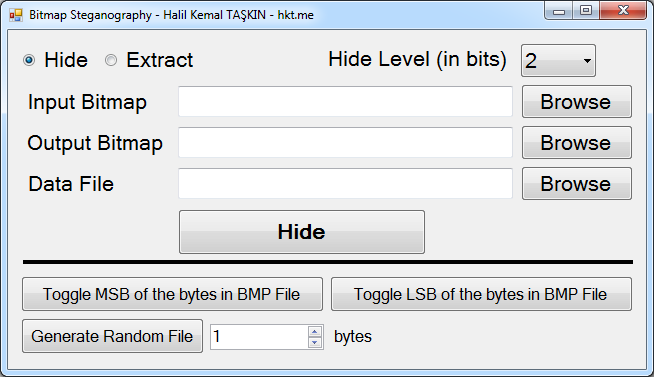 Bitmap Steganography - Halil Kemal TAŞKIN - hkt.me
Hide Extract Hide Level (in bits) 2
Input Bitmap Browse
Output Bitmap Browse
Data File Browse
Hide
Toggle MSB of the bytes in BMP File Toggle LSB of the bytes in BMP File
Generate Random File 1 bytes